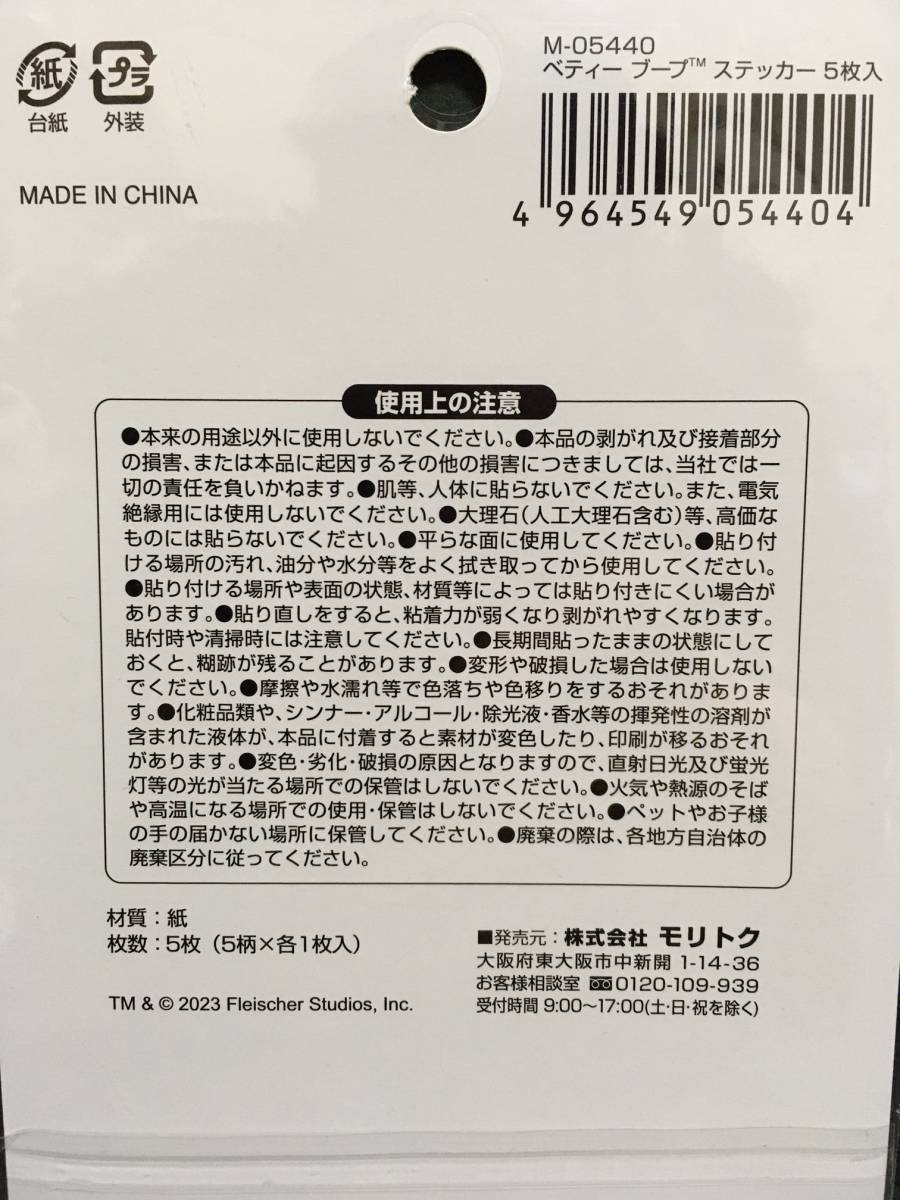 紙
台紙
プラ
外装
MADE IN CHINA
M-05440
ベティー ブープ™ ステッカー 5枚入
4 964549 054404
使用上の注意
●本来の用途以外に使用しないでください。●本品の剥がれ及び接着部分
の損害、または本品に起因するその他の損害につきましては、当社では一
切の責任を負いかねます。●肌等、人体に貼らないでください。また、電気
絶縁用には使用しないでください。●大理石(人工大理石含む)等、高価な
ものには貼らないでください。●平らな面に使用してください。●貼り付
ける場所の汚れ、油分や水分等をよく拭き取ってから使用してください。
●貼り付ける場所や表面の状態、材質等によっては貼り付きにくい場合が
あります。●貼り直しをすると、粘着力が弱くなり剥がれやすくなります。
貼付時や清掃時には注意してください。●長期間貼ったままの状態にして
おくと、糊跡が残ることがあります。●変形や破損した場合は使用しない
でください。●摩擦や水濡れ等で色落ちや色移りをするおそれがありま
す。●化粧品類や、シンナー・アルコール・除光液・香水等の揮発性の溶剤が
含まれた液体が、本品に付着すると素材が変色したり、印刷が移るおそれ
があります。●変色・劣化・破損の原因となりますので、直射日光及び蛍光
灯等の光が当たる場所での保管はしないでください。●火気や熱源のそば
や高温になる場所での使用・保管はしないでください。●ペットやお子様
の手の届かない場所に保管してください。●廃棄の際は、各地方自治体の
廃棄区分に従ってください。
材質：紙
枚数：5枚（5柄×各1枚入）
TM & © 2023 Fleischer Studios, Inc.
■発売元：株式会社 モリトク
大阪府東大阪市中新開 1-14-36
お客様相談室 0120-109-939
受付時間 9:00〜17:00(土・日・祝を除く)